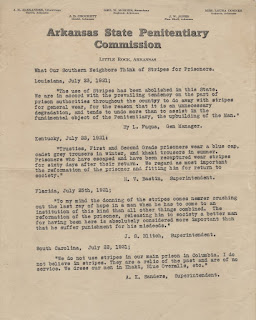 Arkansas State Penitentiary
Commission
LITTLE ROCK, ARKANSAS
What Our Southern Neighbors Think of Stripes for Prisoners.
Louisiana, July 23, 1921;
"The use of Stripes has been abolished in this State.
We are in accord with the prevailing tendency on the part of
prison authorities throughout the country to do away with stripes
for general wear, for the reason that it is an unnecessary
degradation, and tends to take more than to assist in the
fundamental object of the Penitentiary, the upbuilding of the man."
By L. Fuqua, Gen Manager.
Kentucky, July 22, 1921;
"Trusties, First and Second trade prisoners wear a blue cap,
cadet grey trousers in winter, and khaki trousers in summer.
Prisoners who have escaped and have been recaptured wear stripes
for sixty days after their return. We regard as most important
the reformation of the prisoner and fitting him for return to
society."
Superintendent.
Florida, July 25th, 1921;
"To my mind the donning of the stripes comes nearer crushing
out the last ray of hope in a man when he has to come to an
institution of this kind than all other things combined. The
reformation of the prisoner, releasing him to society a better man
for having been here is absolutely considered more important than
that he suffer punishment for his misdeeds."
J. S. Blitch, Superintendent.
South Carolina, July 22, 1921;
"We do not use stripes in our main prison in Columbia. I do
not believe in stripes. They are a relic of the past and are of no
service. We dress our men in Khaki, Blue Overalls, etc."
A. K. Sanders, Superintendent.